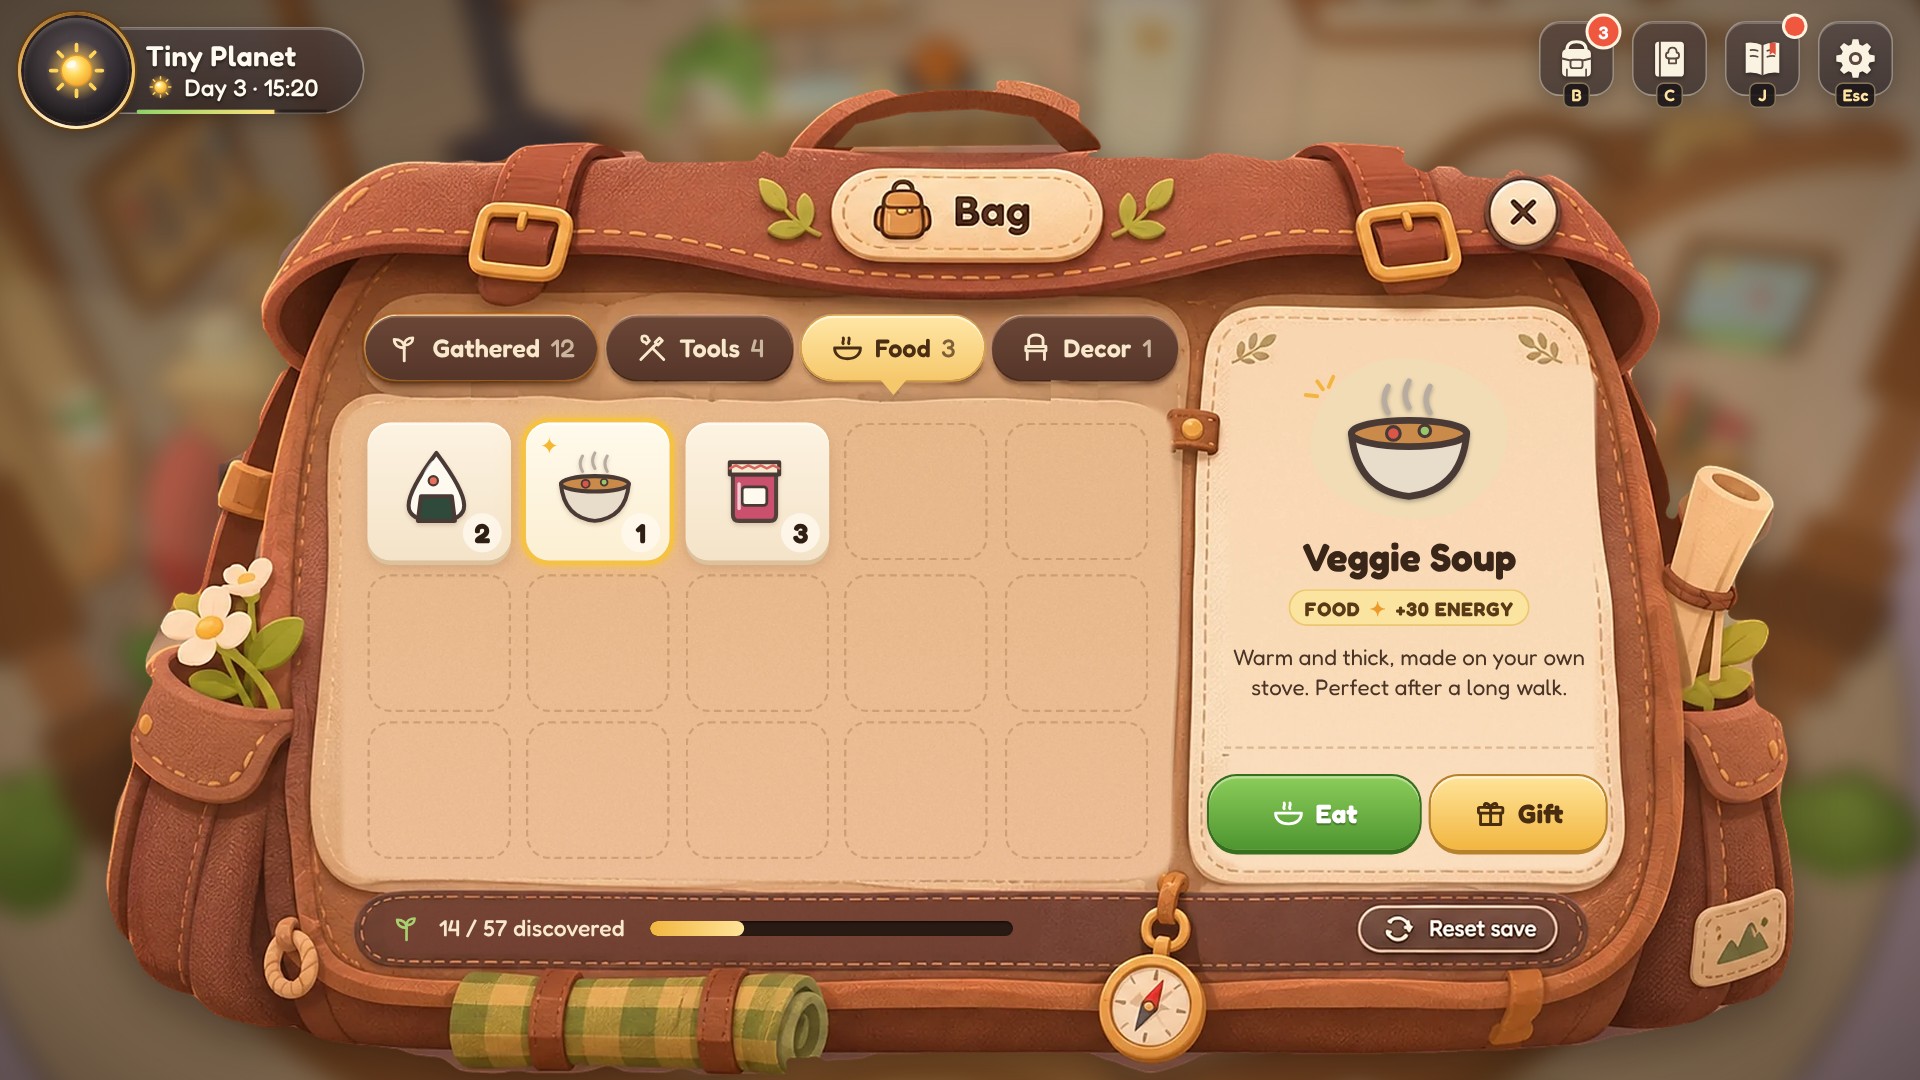 Tiny Planet
Day 3 · 15:20
3
B
C
J
Esc
Bag
Gathered 12
Tools 4
Food 3
Decor 1
2
1
3
Veggie Soup
FOOD ✦ +30 ENERGY
Warm and thick, made on your own
stove. Perfect after a long walk.
Eat
Gift
14 / 57 discovered
Reset save